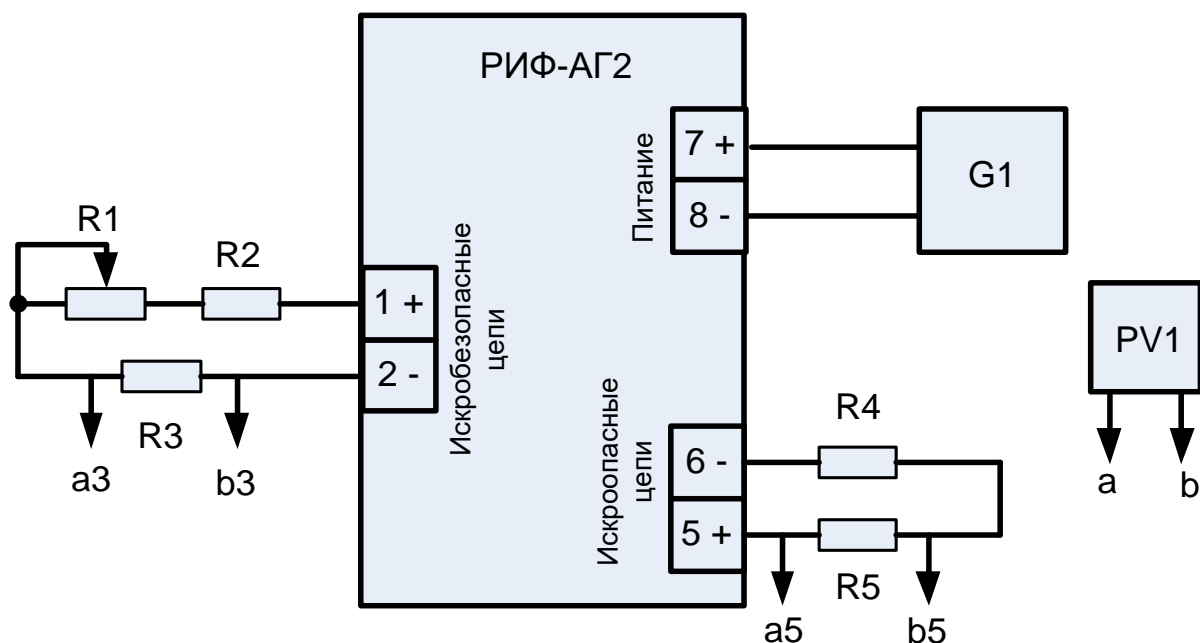 РИФ-АГ2
7 +
8 -
Питание
G1
R1
R2
1 +
2 -
Искробезопасные
цепи
R3
a3
b3
PV1
a
b
Искроопасные
цепи
6 -
5 +
R4
R5
a5
b5